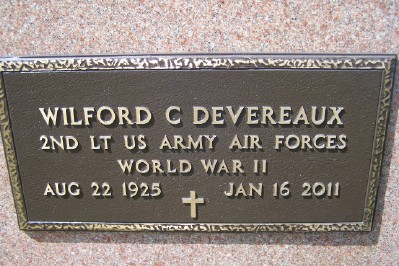 WILFORD C DEVEREAUX
2ND LT US ARMY AIR FORCES
WORLD WAR II
AUG 22 1925 JAN 16 2011